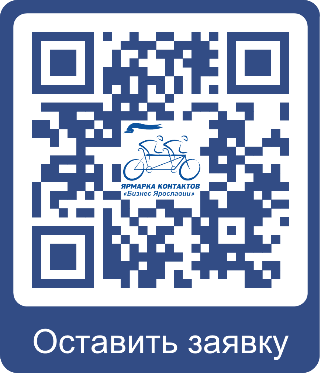 ЯРМАРКА КОНТАКТОВ
«Бизнес Ярославии»
Оставить заявку